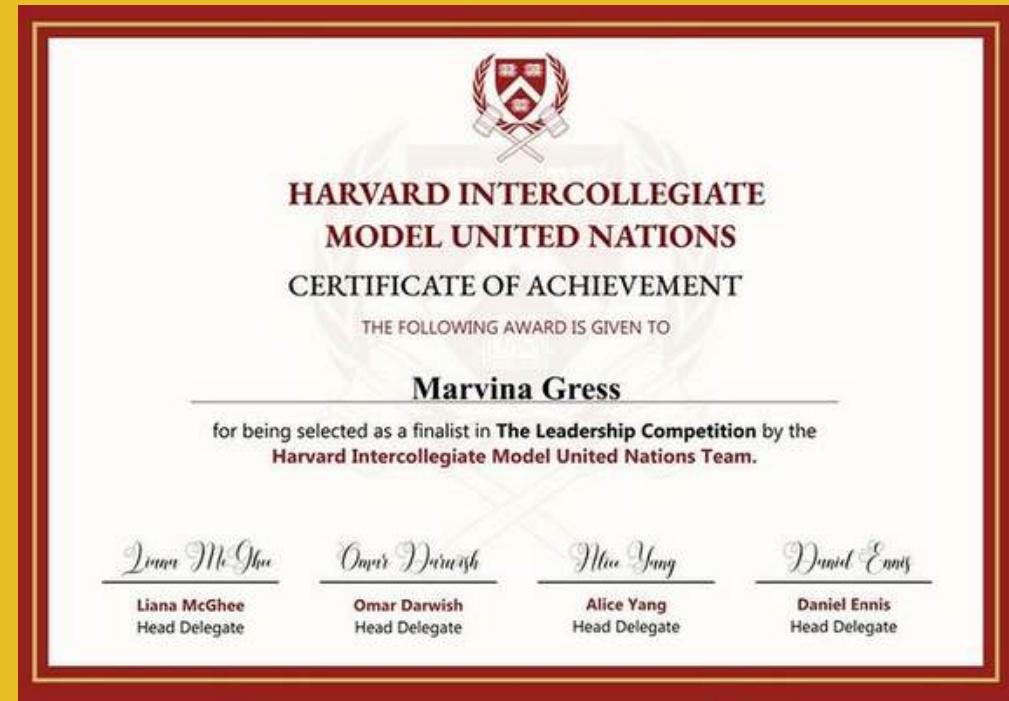 HARVARD INTERCOLLEGIATE
MODEL UNITED NATIONS
CERTIFICATE OF ACHIEVEMENT
THE FOLLOWING AWARD IS GIVEN TO
Marvina Gress
for being selected as a finalist in The Leadership Competition by the
Harvard Intercollegiate Model United Nations Team.
Liana McGhee Omar Darwish Alice Yang Daniel Ennis
Liana McGhee Omar Darwish Alice Yang Daniel Ennis
Head Delegate Head Delegate Head Delegate Head Delegate